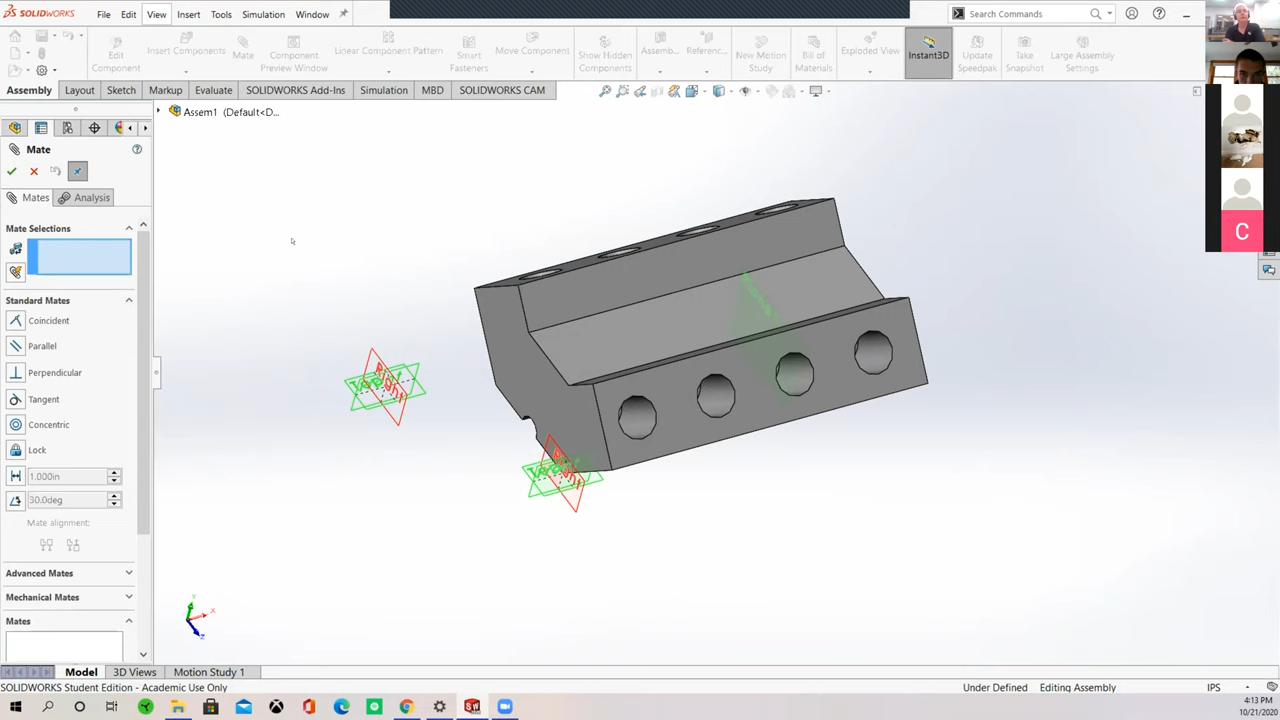 SOLIDWORKS File Edit View Insert Tools Simulation Window Search Commands
Edit Component
Insert Components
Mate
Component Preview Window
Linear Component Pattern
Smart Fasteners
Move Component
Show Hidden Components
Assemb...
Referenc...
New Motion Study
Bill of Materials
Exploded View
Instant3D
Update Speedpak
Take Snapshot
Large Assembly Settings
Assembly Layout Sketch Markup Evaluate SOLIDWORKS Add-Ins Simulation MBD SOLIDWORKS CAM
Assem1 (Default<D...
Mate
Mates Analysis
Mate Selections
Standard Mates
Coincident
Parallel
Perpendicular
Tangent
Concentric
Lock
1.000in
30.0deg
Mate alignment:
Advanced Mates
Mechanical Mates
Mates
Right
Right
Y
X
Z
C
Model 3D Views Motion Study 1
SOLIDWORKS Student Edition - Academic Use Only Under Defined Editing Assembly IPS
4:13 PM
10/21/2020